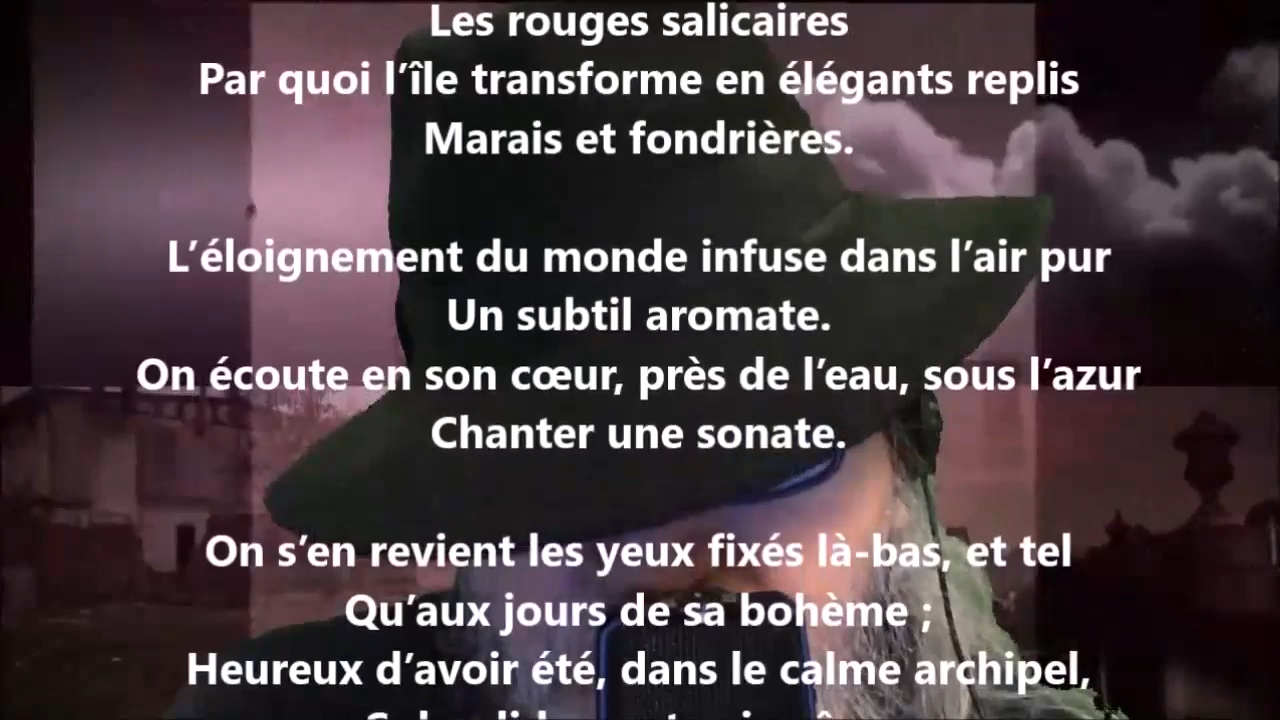 Les rouges salicaires
Par quoi l’île transforme en élégants replis
Marais et fondrières.
L’éloignement du monde infuse dans l’air pur
Un subtil aromate.
On écoute en son cœur, près de l’eau, sous l’azur
Chanter une sonate.
On s’en revient les yeux fixés là-bas, et tel
Qu’aux jours de sa bohème ;
Heureux d’avoir été, dans le calme archipel,